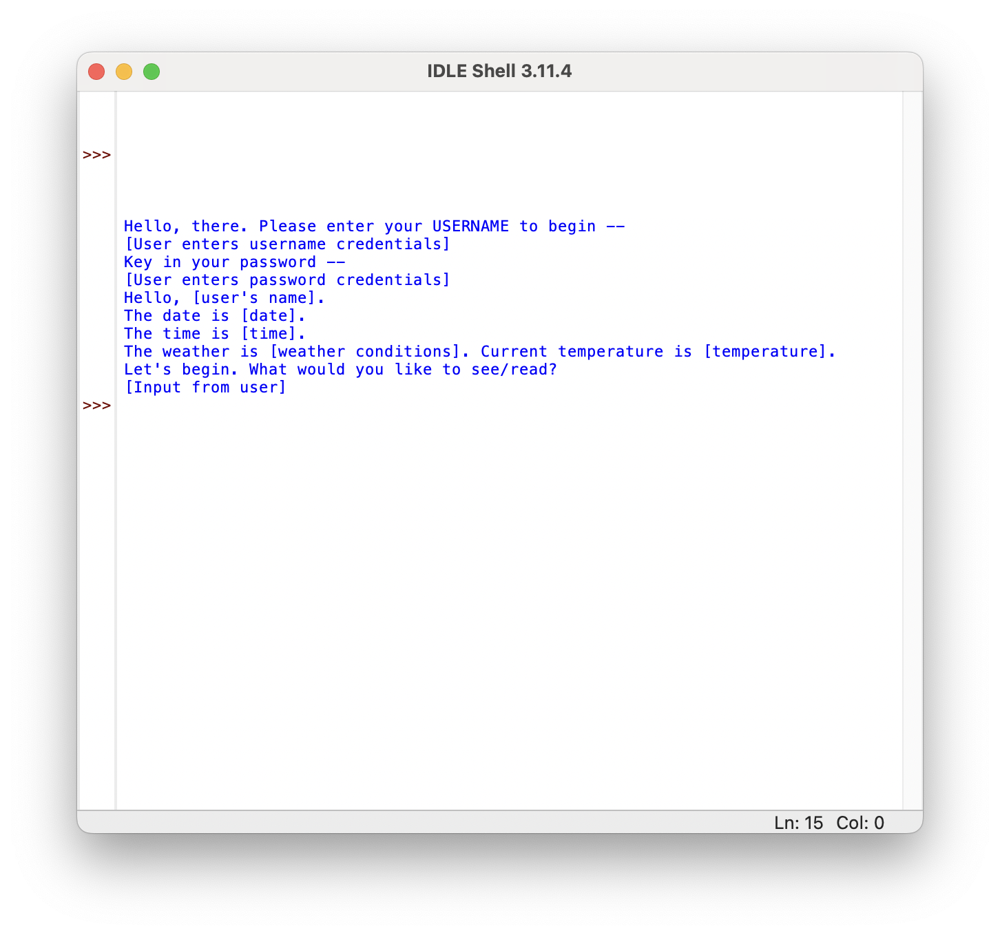 IDLE Shell 3.11.4
>>>
Hello, there. Please enter your USERNAME to begin --
[User enters username credentials]
Key in your password --
[User enters password credentials]
Hello, [user's name].
The date is [date].
The time is [time].
The weather is [weather conditions]. Current temperature is [temperature].
Let's begin. What would you like to see/read?
[Input from user]
>>>
Ln: 15 Col: 0